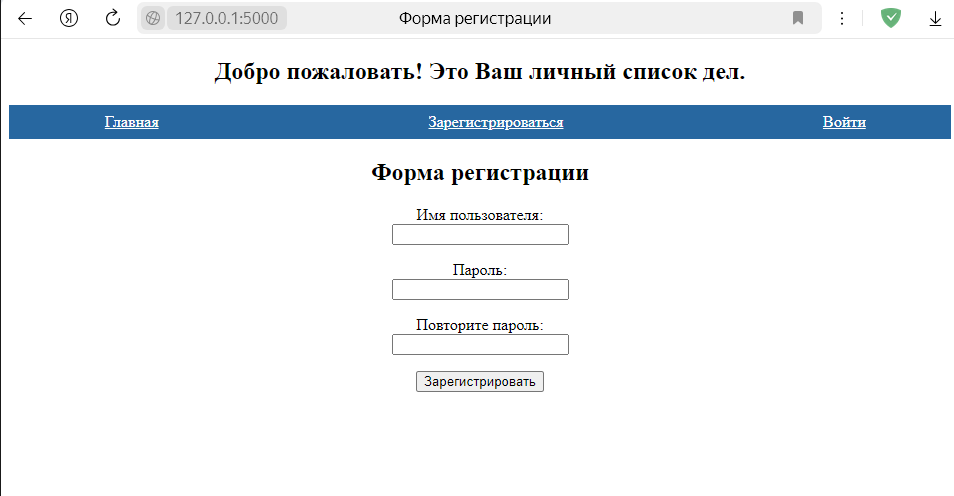 127.0.0.1:5000 Форма регистрации
Добро пожаловать! Это Ваш личный список дел.
Главная Зарегистрироваться Войти
Форма регистрации
Имя пользователя:
Пароль:
Повторите пароль:
Зарегистрировать